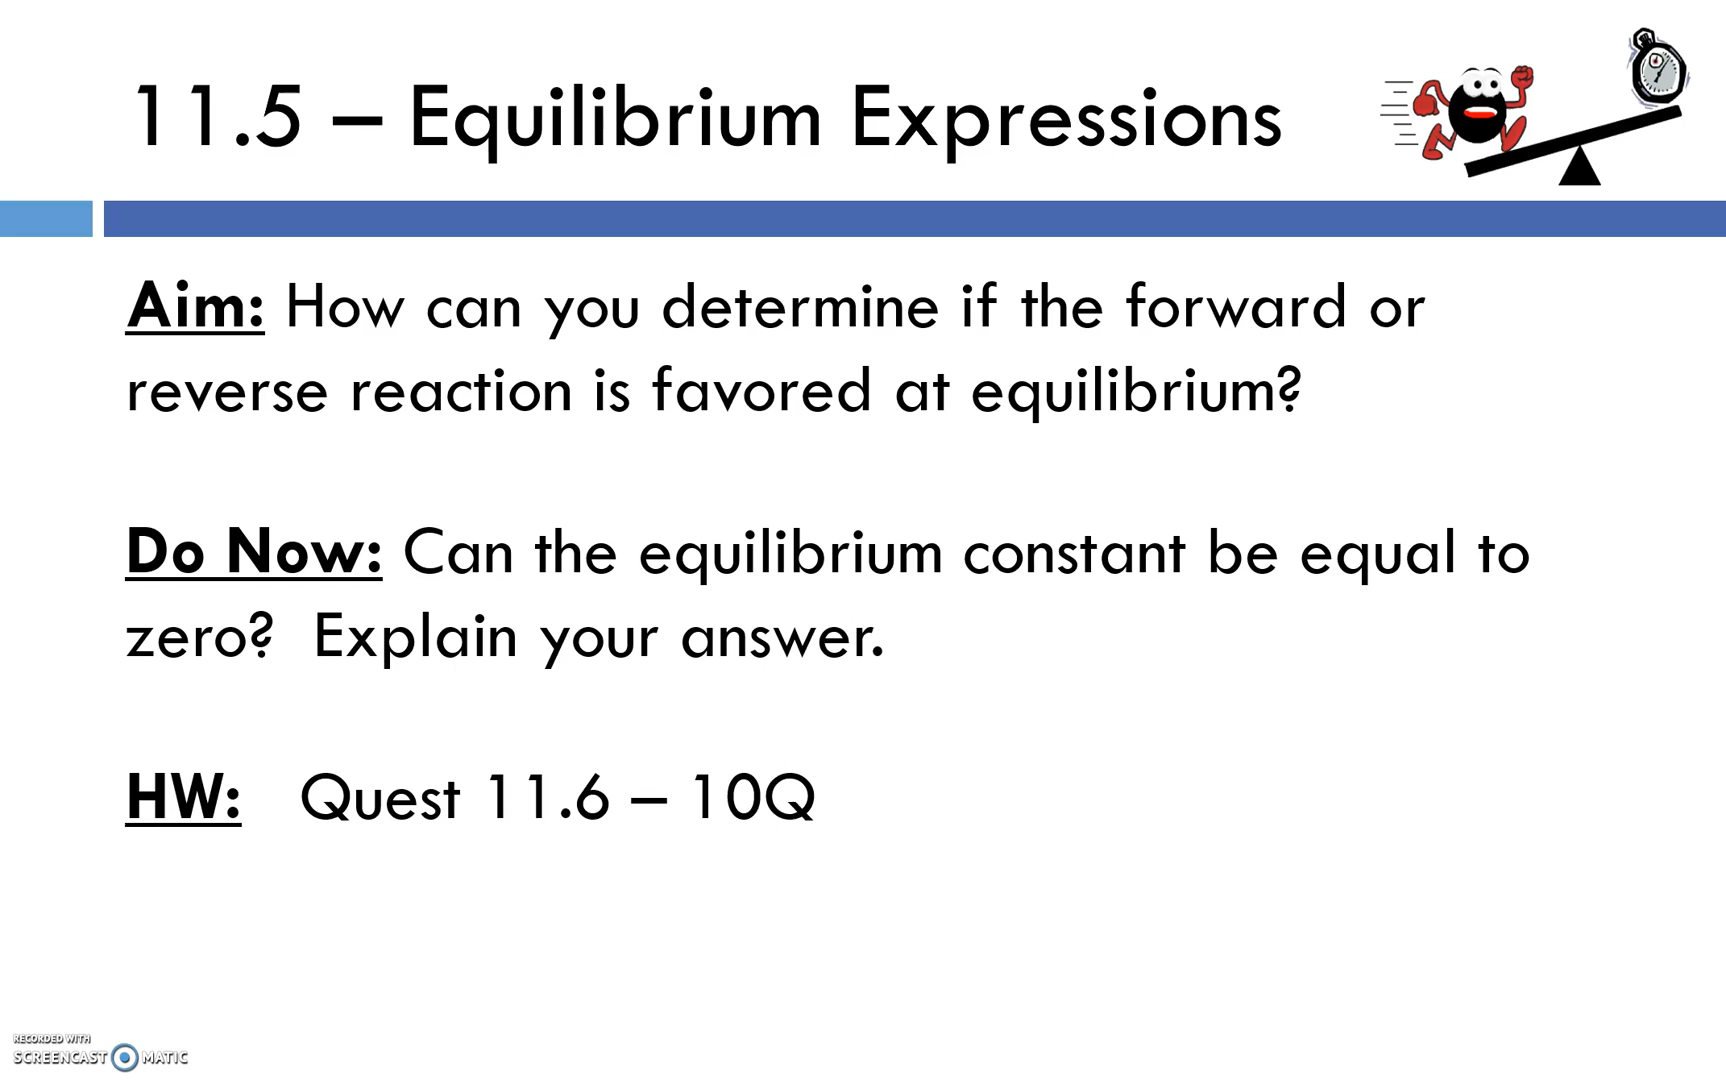 11.5 – Equilibrium Expressions
Aim: How can you determine if the forward or
reverse reaction is favored at equilibrium?
Do Now: Can the equilibrium constant be equal to
zero?  Explain your answer.
HW:   Quest 11.6 – 10Q
RECORDED WITH
SCREENCAST MATIC